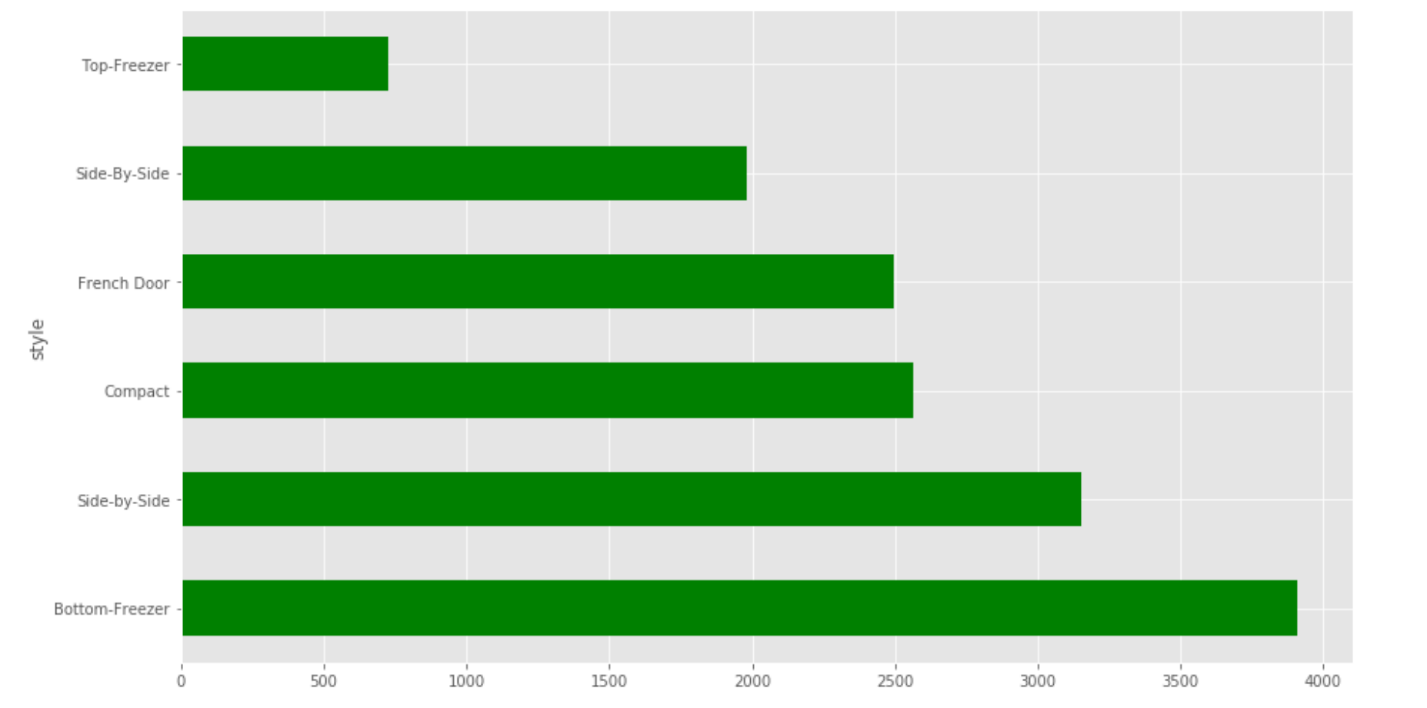 Top-Freezer
Side-By-Side
French Door
style
Compact
Side-by-Side
Bottom-Freezer
0 500 1000 1500 2000 2500 3000 3500 4000